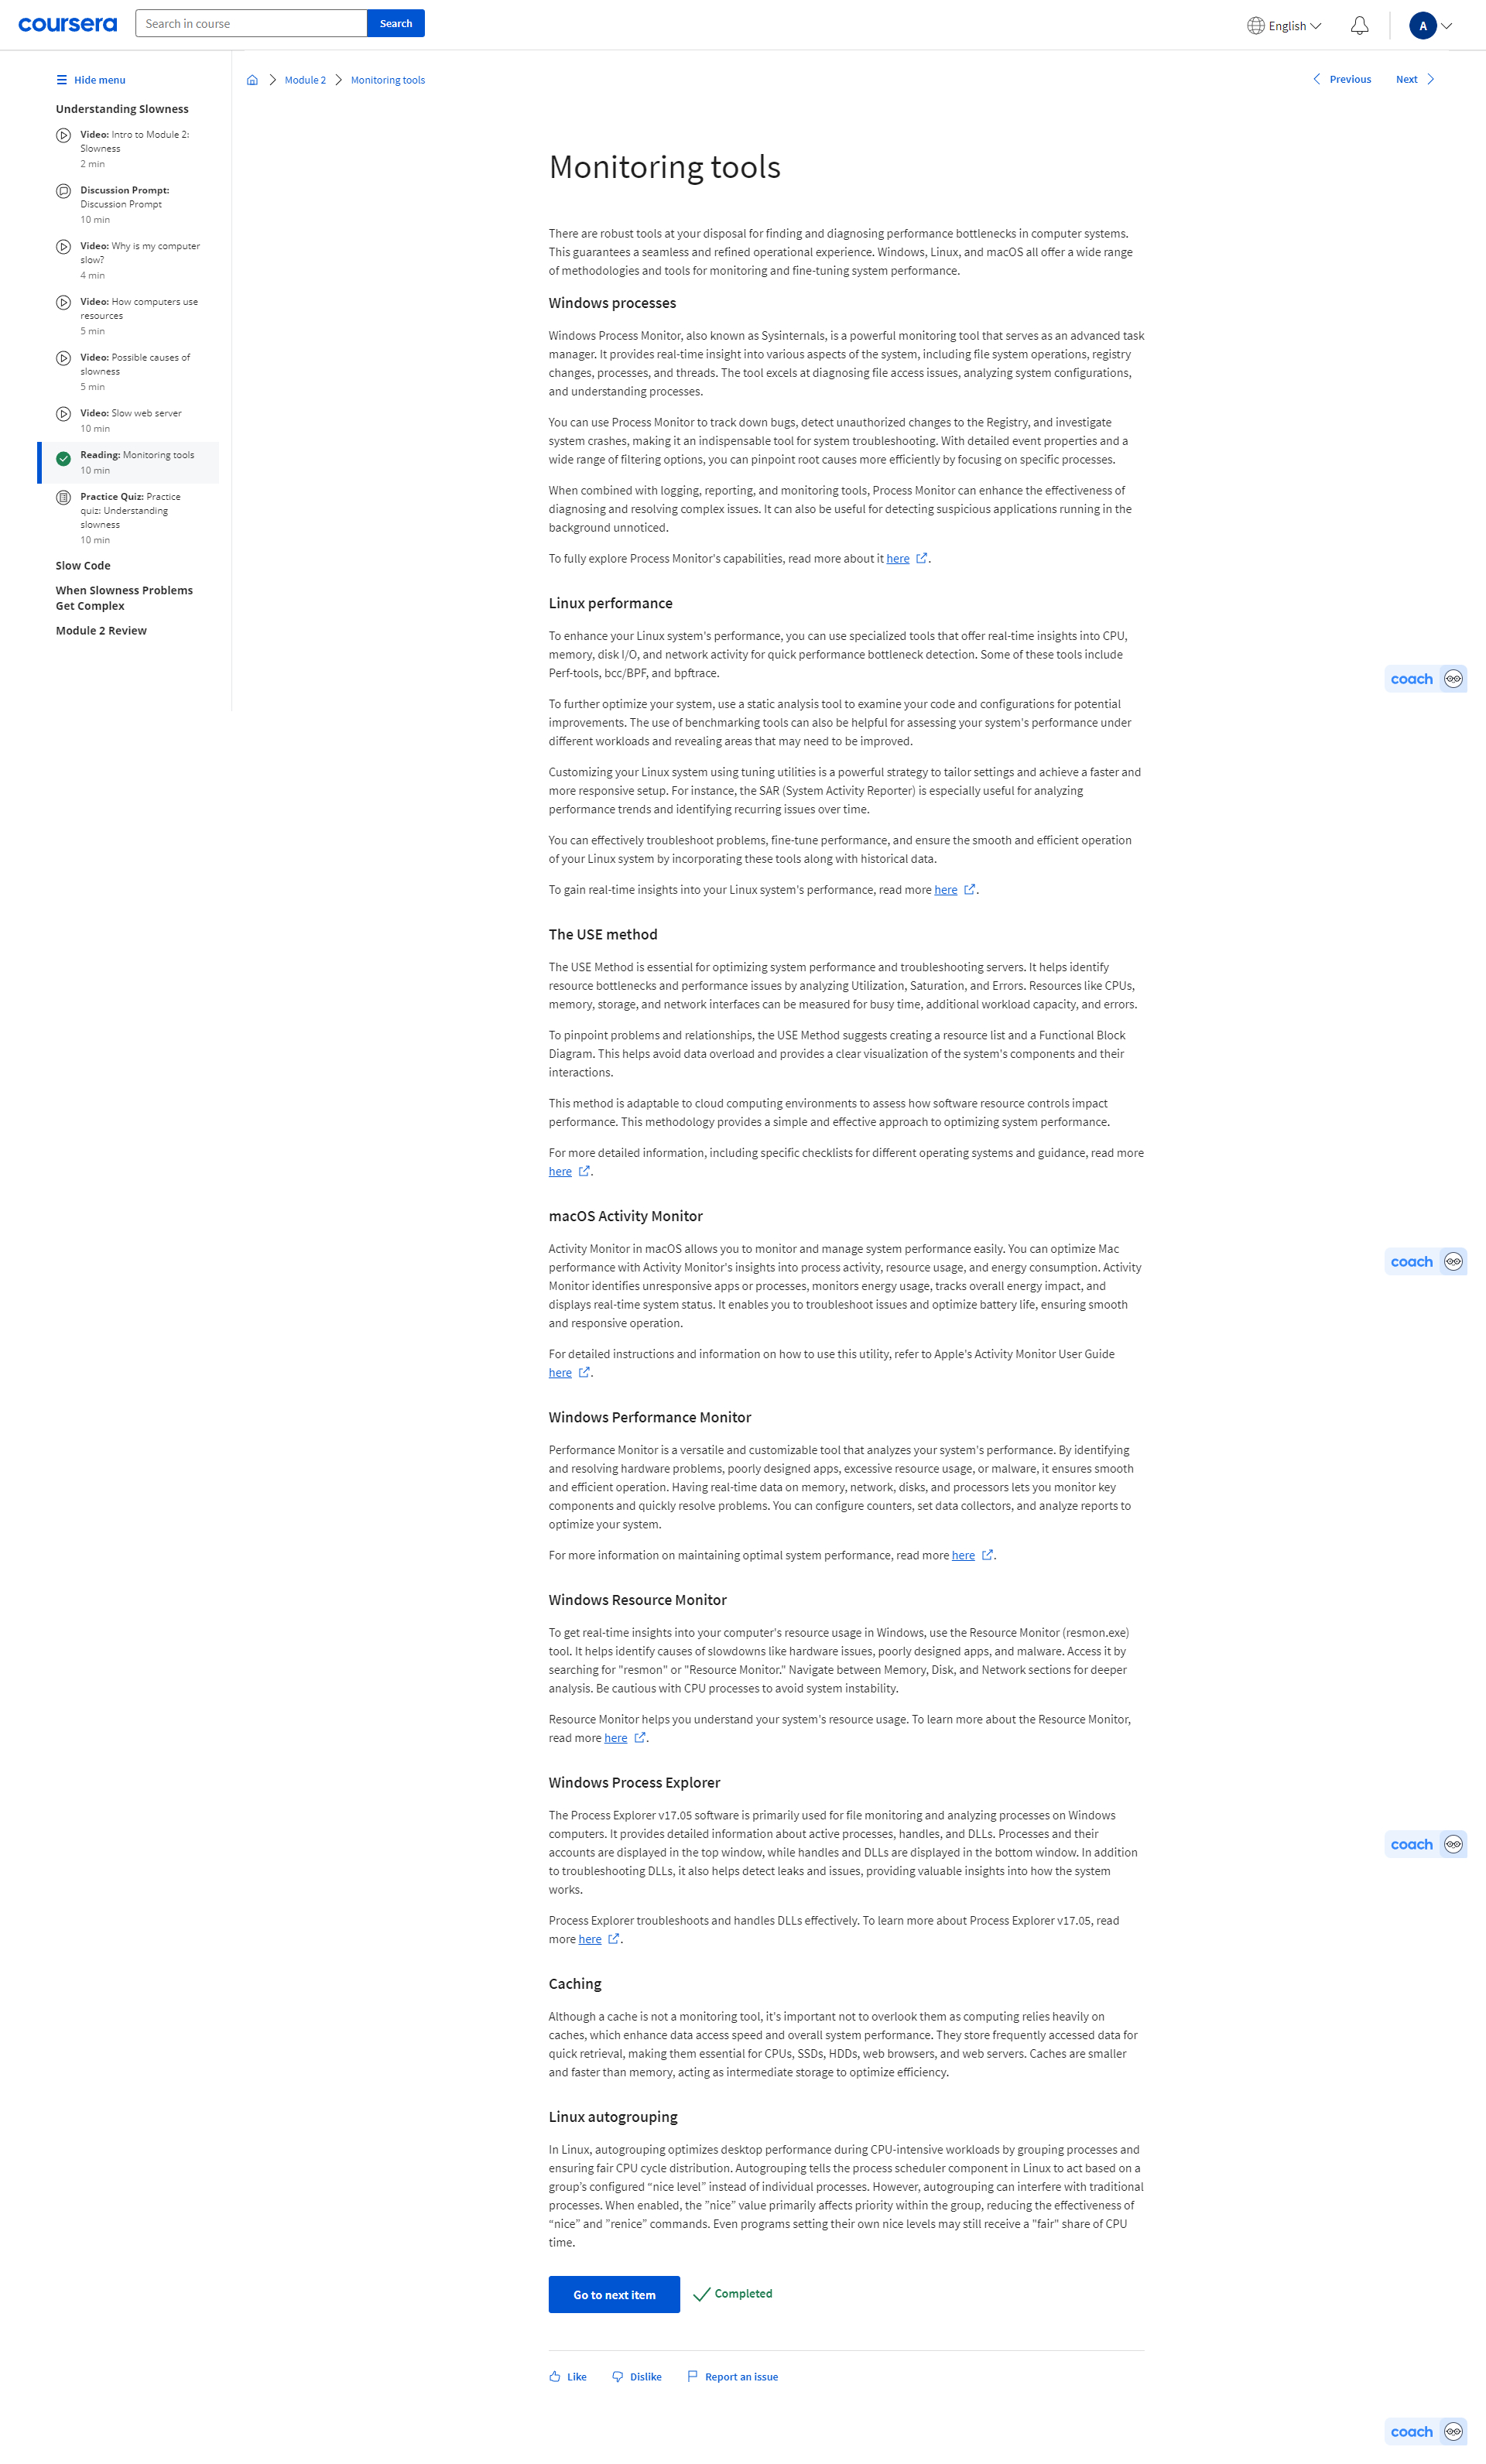 coursera
Search in course
Search
English
A
Hide menu
Understanding Slowness
Video: Intro to Module 2:
Slowness
2 min
Discussion Prompt:
Discussion Prompt
10 min
Video: Why is my computer
slow?
4 min
Video: How computers use
resources
5 min
Video: Possible causes of
slowness
5 min
Video: Slow web server
10 min
Reading: Monitoring tools
10 min
Practice Quiz: Practice
quiz: Understanding
slowness
10 min
Slow Code
When Slowness Problems
Get Complex
Module 2 Review
Module 2
Monitoring tools
Previous
Next
Monitoring tools
There are robust tools at your disposal for finding and diagnosing performance bottlenecks in computer systems.
This guarantees a seamless and refined operational experience. Windows, Linux, and macOS all offer a wide range
of methodologies and tools for monitoring and fine-tuning system performance.
Windows processes
Windows Process Monitor, also known as Sysinternals, is a powerful monitoring tool that serves as an advanced task
manager. It provides real-time insight into various aspects of the system, including file system operations, registry
changes, processes, and threads. The tool excels at diagnosing file access issues, analyzing system configurations,
and understanding processes.
You can use Process Monitor to track down bugs, detect unauthorized changes to the Registry, and investigate
system crashes, making it an indispensable tool for system troubleshooting. With detailed event properties and a
wide range of filtering options, you can pinpoint root causes more efficiently by focusing on specific processes.
When combined with logging, reporting, and monitoring tools, Process Monitor can enhance the effectiveness of
diagnosing and resolving complex issues. It can also be useful for detecting suspicious applications running in the
background unnoticed.
To fully explore Process Monitor's capabilities, read more about it here.
Linux performance
To enhance your Linux system's performance, you can use specialized tools that offer real-time insights into CPU,
memory, disk I/O, and network activity for quick performance bottleneck detection. Some of these tools include
Perf-tools, bcc/BPF, and bpftrace.
To further optimize your system, use a static analysis tool to examine your code and configurations for potential
improvements. The use of benchmarking tools can also be helpful for assessing your system's performance under
different workloads and revealing areas that may need to be improved.
Customizing your Linux system using tuning utilities is a powerful strategy to tailor settings and achieve a faster and
more responsive setup. For instance, the SAR (System Activity Reporter) is especially useful for analyzing
performance trends and identifying recurring issues over time.
You can effectively troubleshoot problems, fine-tune performance, and ensure the smooth and efficient operation
of your Linux system by incorporating these tools along with historical data.
To gain real-time insights into your Linux system's performance, read more here.
The USE method
The USE Method is essential for optimizing system performance and troubleshooting servers. It helps identify
resource bottlenecks and performance issues by analyzing Utilization, Saturation, and Errors. Resources like CPUs,
memory, storage, and network interfaces can be measured for busy time, additional workload capacity, and errors.
To pinpoint problems and relationships, the USE Method suggests creating a resource list and a Functional Block
Diagram. This helps avoid data overload and provides a clear visualization of the system's components and their
interactions.
This method is adaptable to cloud computing environments to assess how software resource controls impact
performance. This methodology provides a simple and effective approach to optimizing system performance.
For more detailed information, including specific checklists for different operating systems and guidance, read more
here.
macOS Activity Monitor
Activity Monitor in macOS allows you to monitor and manage system performance easily. You can optimize Mac
performance with Activity Monitor's insights into process activity, resource usage, and energy consumption. Activity
Monitor identifies unresponsive apps or processes, monitors energy usage, tracks overall energy impact, and
displays real-time system status. It enables you to troubleshoot issues and optimize battery life, ensuring smooth
and responsive operation.
For detailed instructions and information on how to use this utility, refer to Apple's Activity Monitor User Guide
here.
Windows Performance Monitor
Performance Monitor is a versatile and customizable tool that analyzes your system's performance. By identifying
and resolving hardware problems, poorly designed apps, excessive resource usage, or malware, it ensures smooth
and efficient operation. Having real-time data on memory, network, disks, and processors lets you monitor key
components and quickly resolve problems. You can configure counters, set data collectors, and analyze reports to
optimize your system.
For more information on maintaining optimal system performance, read more here.
Windows Resource Monitor
To get real-time insights into your computer's resource usage in Windows, use the Resource Monitor (resmon.exe)
tool. It helps identify causes of slowdowns like hardware issues, poorly designed apps, and malware. Access it by
searching for "resmon" or "Resource Monitor." Navigate between Memory, Disk, and Network sections for deeper
analysis. Be cautious with CPU processes to avoid system instability.
Resource Monitor helps you understand your system's resource usage. To learn more about the Resource Monitor,
read more here.
Windows Process Explorer
The Process Explorer v17.05 software is primarily used for file monitoring and analyzing processes on Windows
computers. It provides detailed information about active processes, handles, and DLLs. Processes and their
accounts are displayed in the top window, while handles and DLLs are displayed in the bottom window. In addition
to troubleshooting DLLs, it also helps detect leaks and issues, providing valuable insights into how the system
works.
Process Explorer troubleshoots and handles DLLs effectively. To learn more about Process Explorer v17.05, read
more here.
Caching
Although a cache is not a monitoring tool, it's important not to overlook them as computing relies heavily on
caches, which enhance data access speed and overall system performance. They store frequently accessed data for
quick retrieval, making them essential for CPUs, SSDs, HDDs, web browsers, and web servers. Caches are smaller
and faster than memory, acting as intermediate storage to optimize efficiency.
Linux autogrouping
In Linux, autogrouping optimizes desktop performance during CPU-intensive workloads by grouping processes and
ensuring fair CPU cycle distribution. Autogrouping tells the process scheduler component in Linux to act based on a
group’s configured “nice level” instead of individual processes. However, autogrouping can interfere with traditional
processes. When enabled, the ”nice” value primarily affects priority within the group, reducing the effectiveness of
“nice” and ”renice” commands. Even programs setting their own nice levels may still receive a "fair" share of CPU
time.
Go to next item
Completed
Like
Dislike
Report an issue
coach
coach
coach
coach